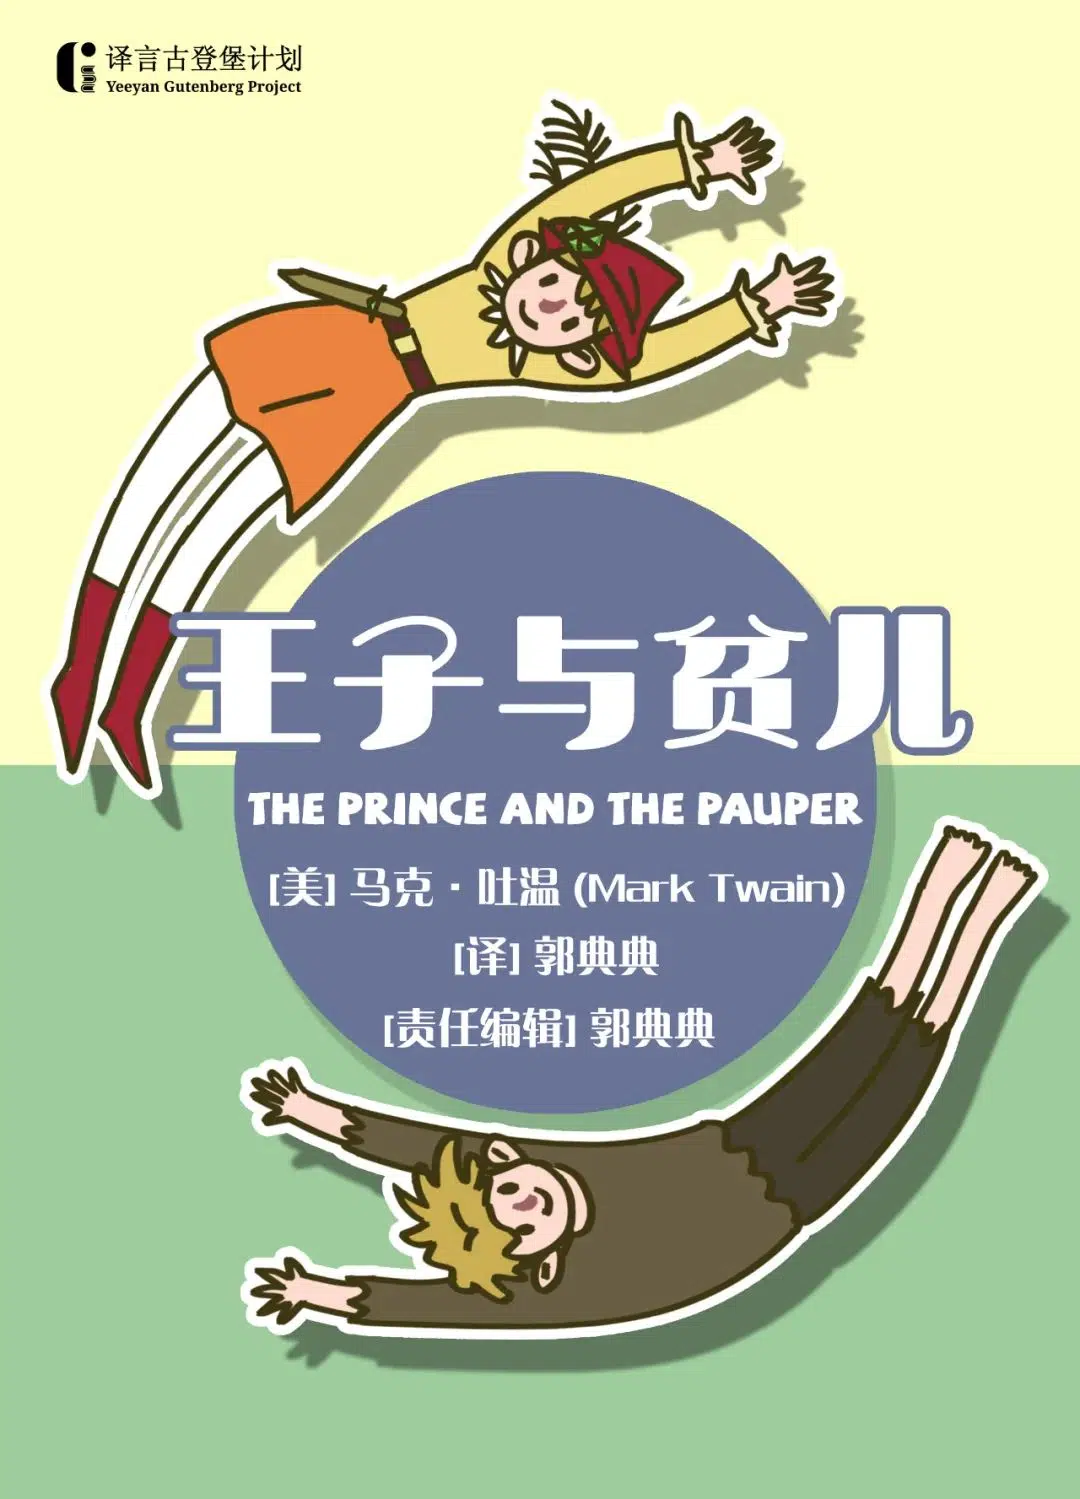 译言古登堡计划
Yeeyan Gutenberg Project
王子与贫儿
THE PRINCE AND THE PAUPER
[美] 马克·吐温 (Mark Twain)
[译] 郭典典
[责任编辑] 郭典典